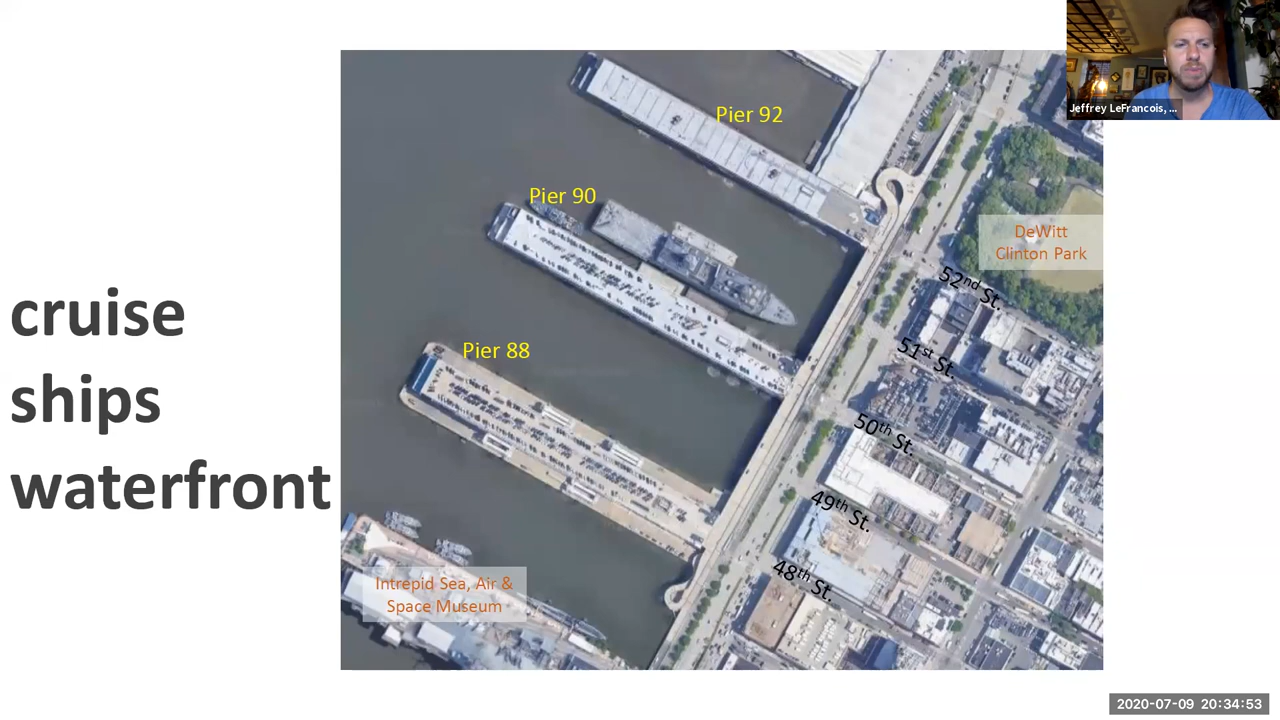 cruise
ships
waterfront
Pier 92
Pier 90
Pier 88
DeWitt
Clinton Park
52nd St.
51st St.
50th St.
49th St.
48th St.
Intrepid Sea, Air &
Space Museum
Jeffrey LeFrancois, ...
2020-07-09 20:34:53